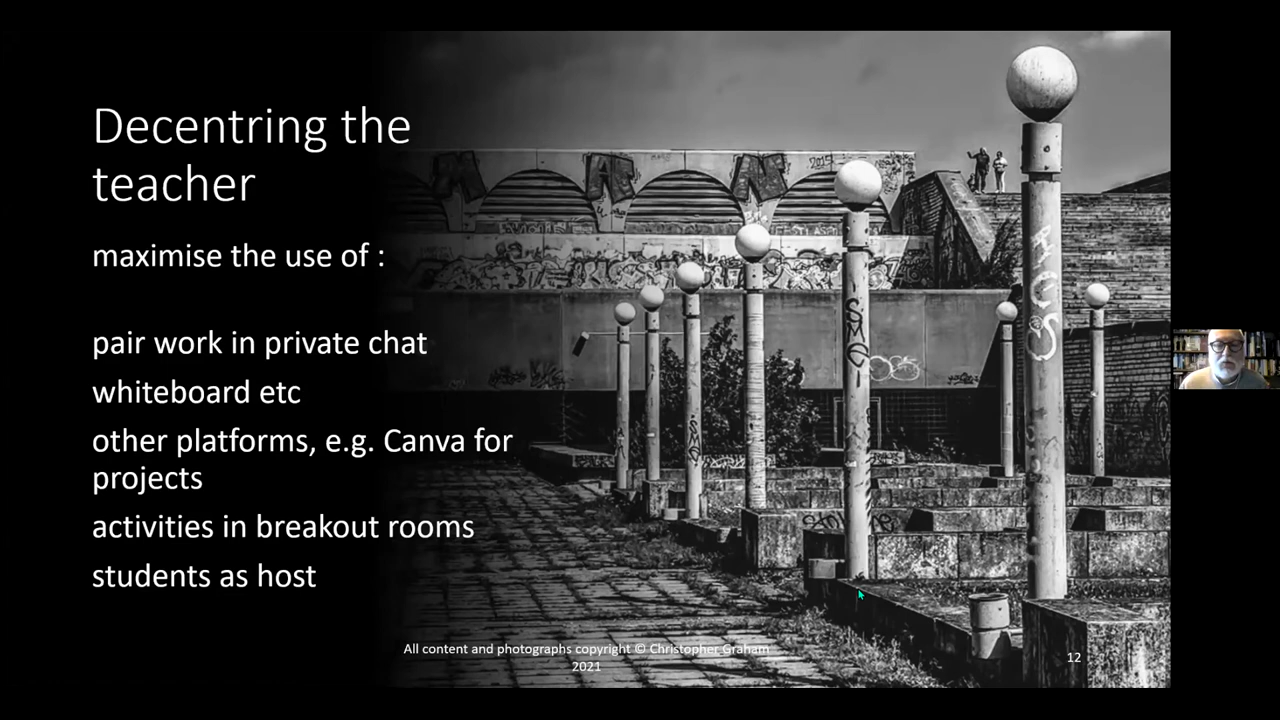 Decentring the
teacher
maximise the use of :
pair work in private chat
whiteboard etc
other platforms, e.g. Canva for
projects
activities in breakout rooms
students as host
All content and photographs copyright © Christopher Graham
2021
12